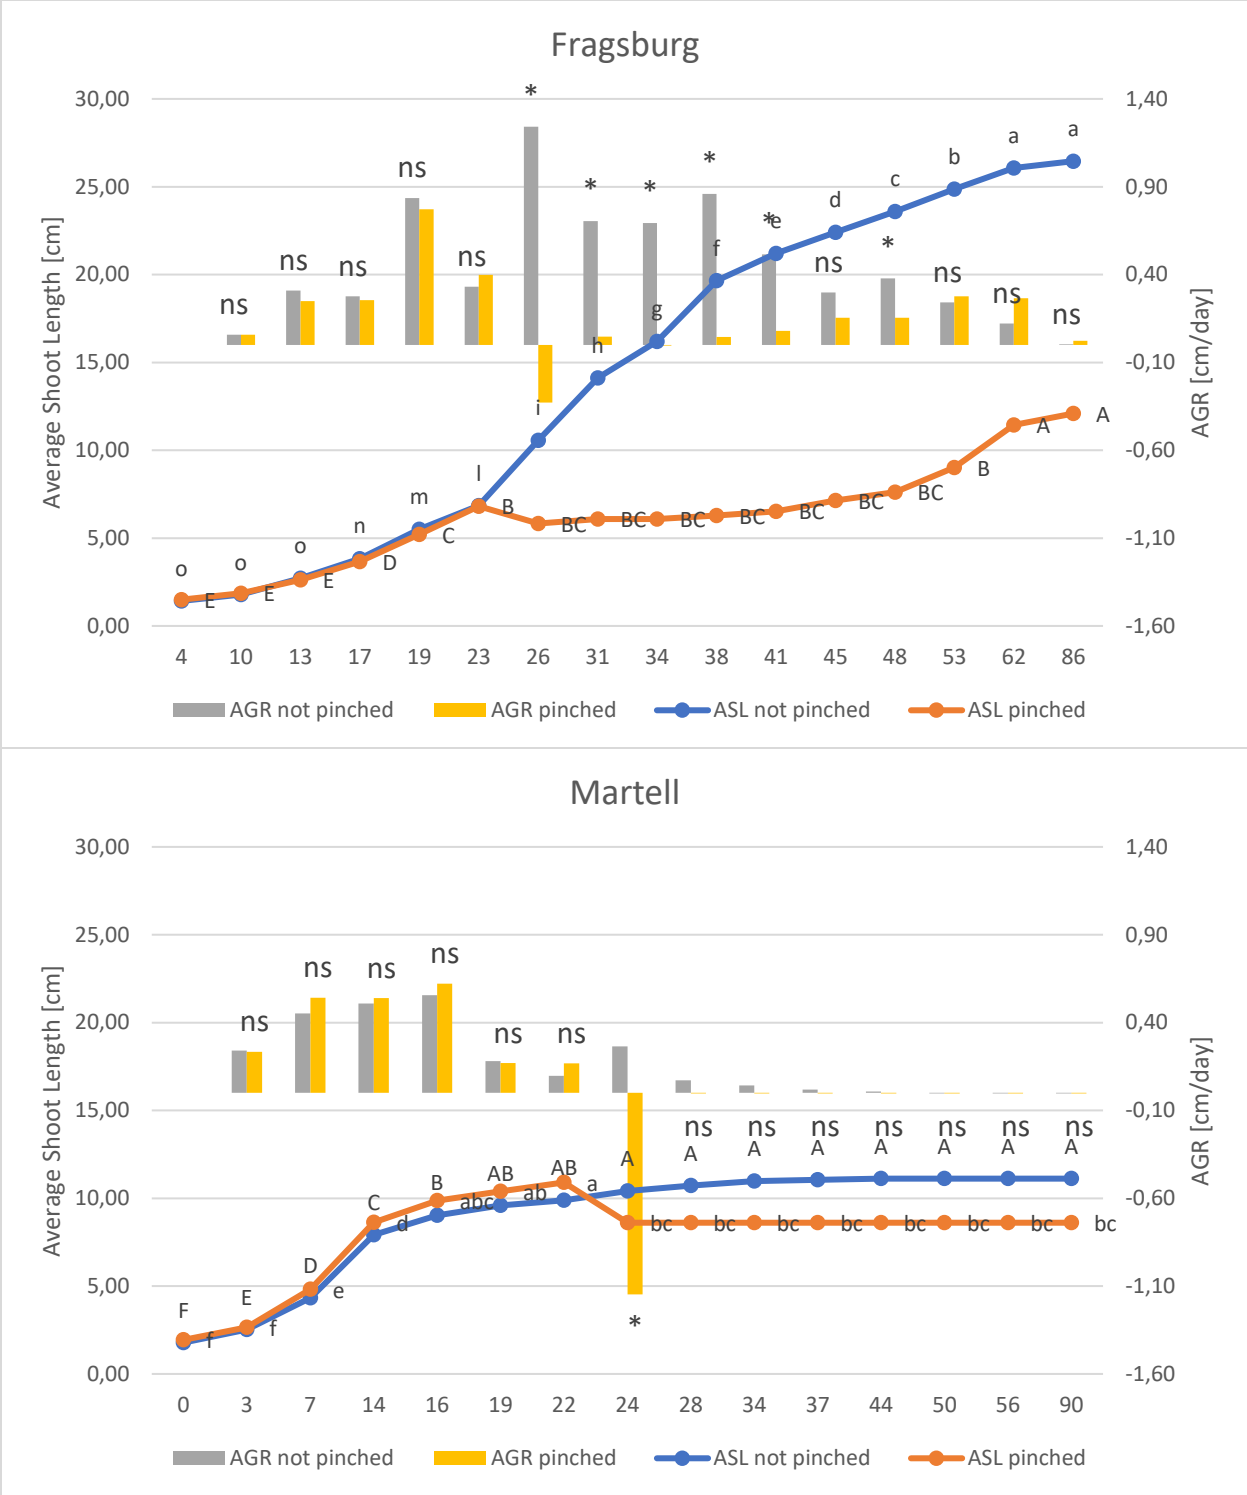 Fragsburg
30,00
25,00
20,00
15,00
10,00
5,00
0,00
Average Shoot Length [cm]
1,40
0,90
0,40
-0,10
-0,60
-1,10
-1,60
AGR [cm/day]
ns ns ns ns ns * * * * * ns * ns ns ns
o o o n m l i h g f e d c b a a
E E E D C B BC BC BC BC BC BC BC B A A
4 10 13 17 19 23 26 31 34 38 41 45 48 53 62 86
AGR not pinched AGR pinched ASL not pinched ASL pinched
Martell
30,00
25,00
20,00
15,00
10,00
5,00
0,00
Average Shoot Length [cm]
1,40
0,90
0,40
-0,10
-0,60
-1,10
-1,60
AGR [cm/day]
ns ns ns ns ns ns * ns ns ns ns ns ns ns
F E D C B AB AB A A A A A A A A
f f e d abc ab a bc bc bc bc bc bc bc bc
0 3 7 14 16 19 22 24 28 34 37 44 50 56 90
AGR not pinched AGR pinched ASL not pinched ASL pinched